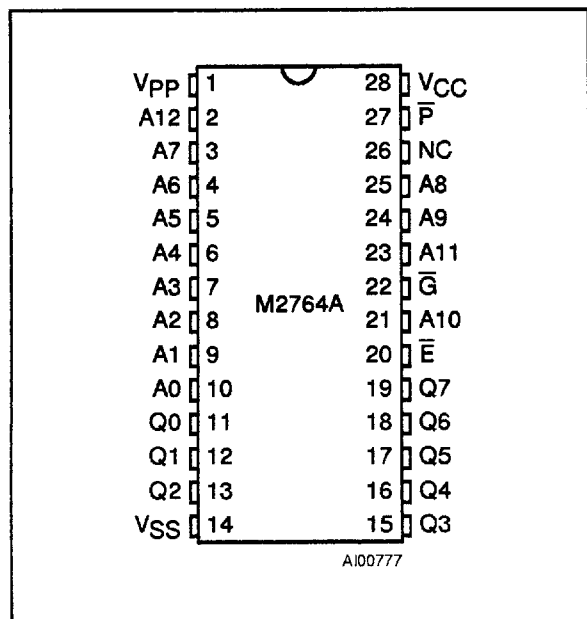 VPP 1 28 VCC
A12 2 27 P̅
A7 3 26 NC
A6 4 25 A8
A5 5 24 A9
A4 6 23 A11
A3 7 22 G̅
M2764A
A2 8 21 A10
A1 9 20 E̅
A0 10 19 Q7
Q0 11 18 Q6
Q1 12 17 Q5
Q2 13 16 Q4
VSS 14 15 Q3
AI00777